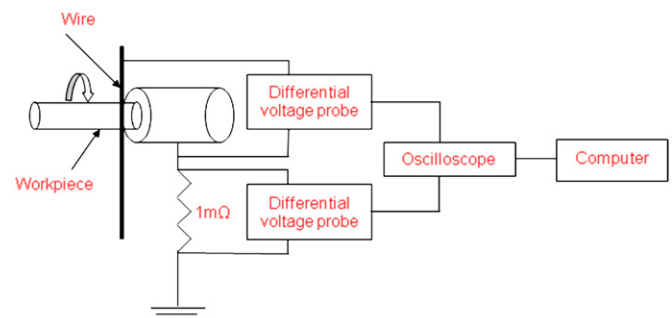 Wire
Workpiece
Differential
voltage probe
1mΩ
Differential
voltage probe
Oscilloscope
Computer